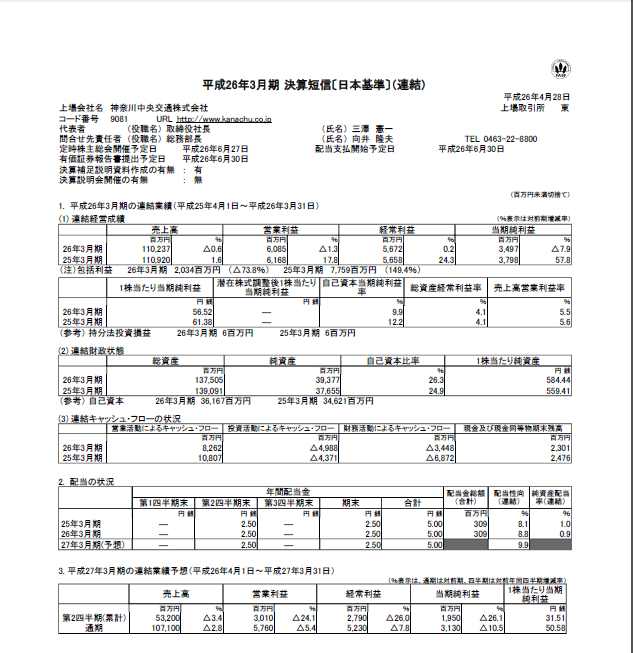 平成26年3月期 決算短信〔日本基準〕(連結)
平成26年4月28日
上場会社名 神奈川中央交通株式会社 上場取引所 東
コード番号 9081 URL http://www.kanachu.co.jp
代表者 (役職名) 取締役社長 (氏名) 三澤 憲一
問合せ先責任者 (役職名) 総務部長 (氏名) 向井 隆夫 TEL 0463-22-8800
定時株主総会開催予定日 平成26年6月27日 配当支払開始予定日 平成26年6月30日
有価証券報告書提出予定日 平成26年6月30日
決算補足説明資料作成の有無 : 有
決算説明会開催の有無 : 無
(百万円未満切捨て)
1. 平成26年3月期の連結業績(平成25年4月1日~平成26年3月31日)
(1) 連結経営成績 (%表示は対前期増減率)
売上高 営業利益 経常利益 当期純利益
百万円 % 百万円 % 百万円 % 百万円 %
26年3月期 110,237 △0.6 6,085 △1.3 5,672 0.2 3,497 △7.9
25年3月期 110,920 1.6 6,168 17.8 5,658 24.3 3,798 57.8
(注)包括利益 26年3月期 2,034百万円 (△73.8%) 25年3月期 7,759百万円 (149.4%)
1株当たり当期純利益 潜在株式調整後1株当たり当期純利益 自己資本当期純利益率 総資産経常利益率 売上高営業利益率
円 銭 円 銭 % % %
26年3月期 56.52 — 9.9 4.1 5.5
25年3月期 61.38 — 12.2 4.1 5.6
(参考) 持分法投資損益 26年3月期 6百万円 25年3月期 6百万円
(2) 連結財政状態
総資産 純資産 自己資本比率 1株当たり純資産
百万円 百万円 % 円 銭
26年3月期 137,505 39,377 26.3 584.44
25年3月期 139,091 37,655 24.9 559.41
(参考) 自己資本 26年3月期 36,167百万円 25年3月期 34,621百万円
(3) 連結キャッシュ・フローの状況
営業活動によるキャッシュ・フロー 投資活動によるキャッシュ・フロー 財務活動によるキャッシュ・フロー 現金及び現金同等物期末残高
百万円 百万円 百万円 百万円
26年3月期 8,262 △4,988 △3,448 2,301
25年3月期 10,807 △4,371 △6,872 2,476
2. 配当の状況
年間配当金 配当金総額(合計) 配当性向(連結) 純資産配当率(連結)
第1四半期末 第2四半期末 第3四半期末 期末 合計
円 銭 円 銭 円 銭 円 銭 円 銭 百万円 % %
25年3月期 — 2.50 — 2.50 5.00 309 8.1 1.0
26年3月期 — 2.50 — 2.50 5.00 309 8.8 0.9
27年3月期(予想) — 2.50 — 2.50 5.00 9.9
3. 平成27年3月期の連結業績予想(平成26年4月1日~平成27年3月31日)
(%表示は、通期は対前期、四半期は対前年同四半期増減率)
売上高 営業利益 経常利益 当期純利益 1株当たり当期純利益
百万円 % 百万円 % 百万円 % 百万円 % 円 銭
第2四半期(累計) 53,200 △3.4 3,010 △24.1 2,790 △26.0 1,950 △26.1 31.51
通期 107,100 △2.8 5,760 △5.4 5,230 △7.8 3,130 △10.5 50.58